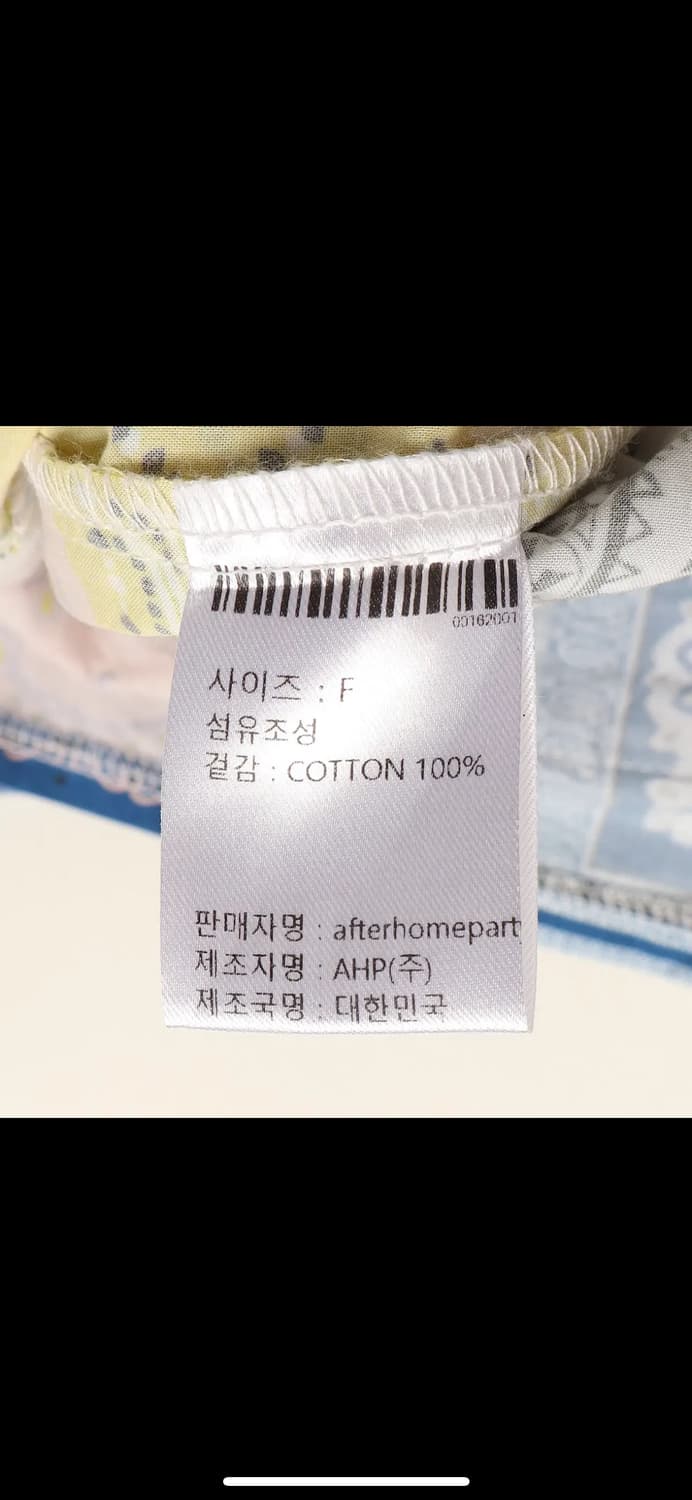 00162001
사이즈 : F
섬유조성
겉감 : COTTON 100%
판매자명 : afterhomeparty
제조자명 : AHP(주)
제조국명 : 대한민국